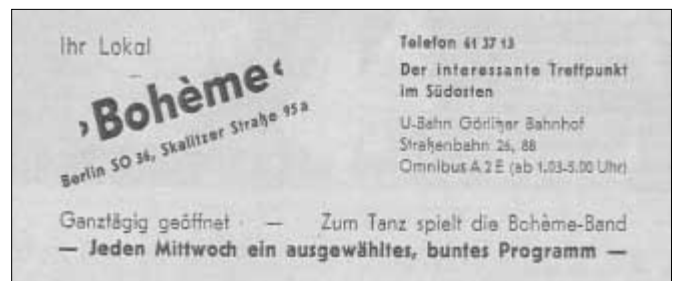 Ihr Lokal
›Bohème‹
Berlin SO 36, Skalitzer Straße 95a
Telefon 61 37 13
Der interessante Treffpunkt
im Südosten
U-Bahn Görlitzer Bahnhof
Straßenbahn 26, 88
Omnibus A 2 E (ab 1.03-5.00 Uhr)
Ganztägig geöffnet · — Zum Tanz spielt die Bohème-Band
— Jeden Mittwoch ein ausgewähltes, buntes Programm —